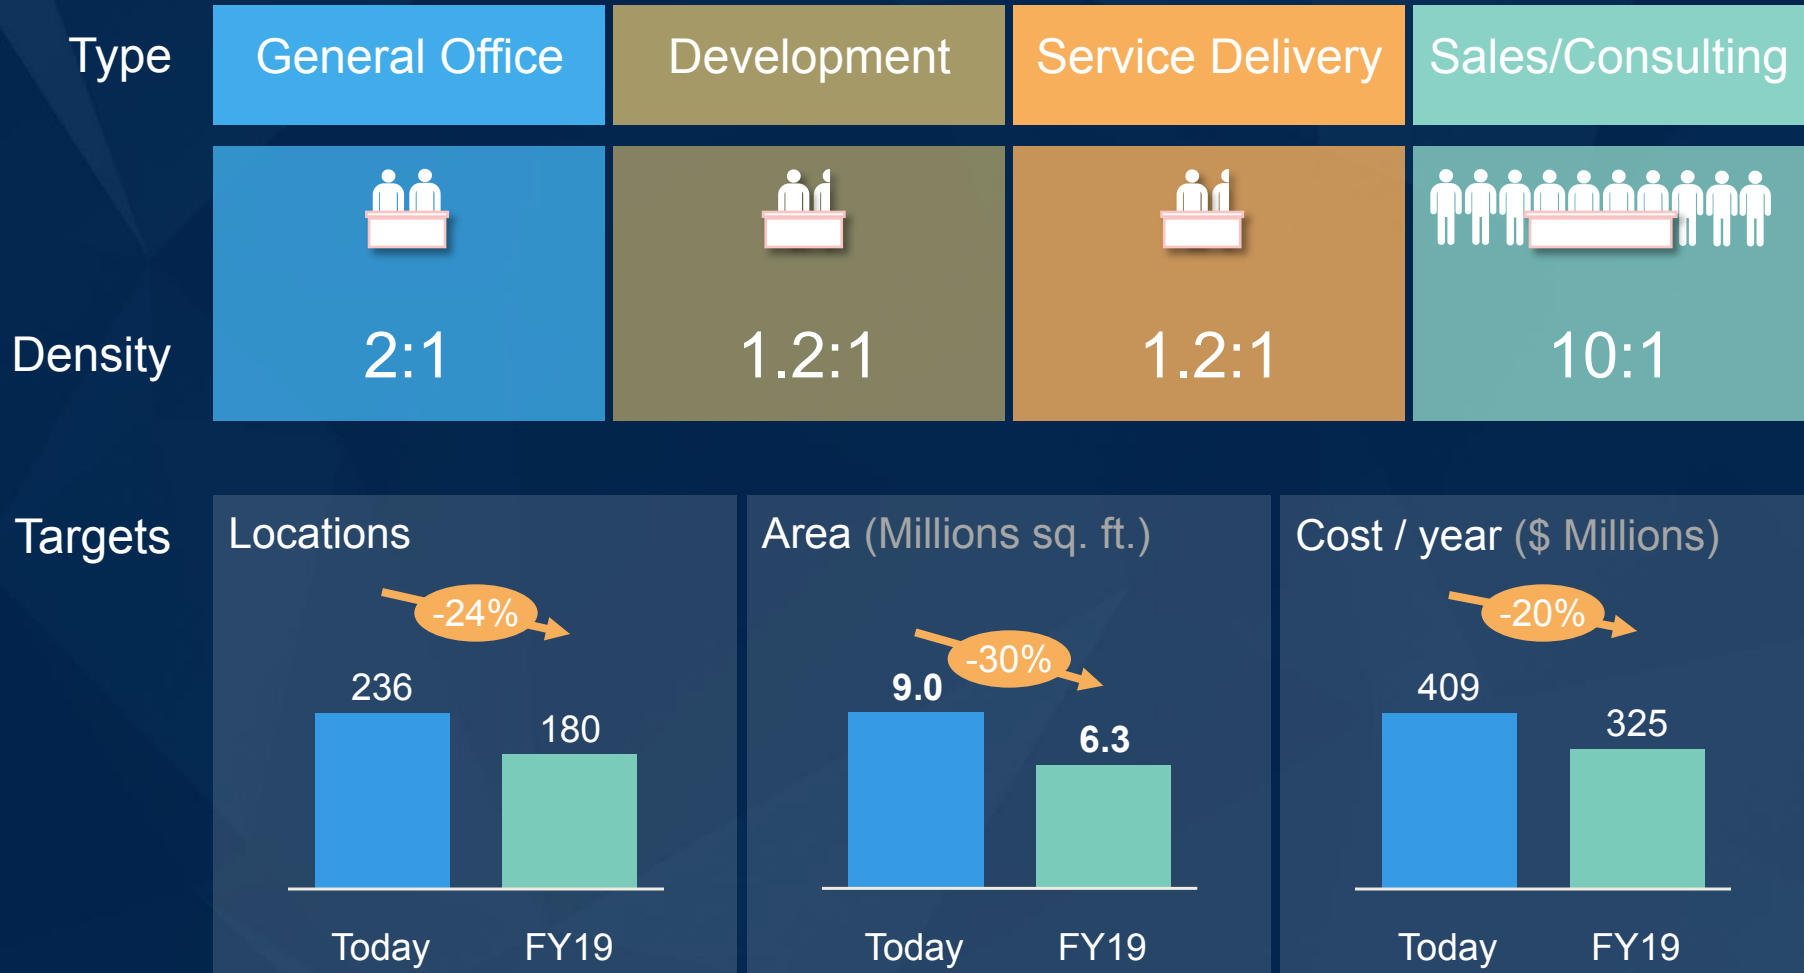 Type
General Office
Development
Service Delivery
Sales/Consulting
Density
2:1
1.2:1
1.2:1
10:1
Targets
Locations
-24%
236
180
Today
FY19
Area (Millions sq. ft.)
-30%
9.0
6.3
Today
FY19
Cost / year ($ Millions)
-20%
409
325
Today
FY19